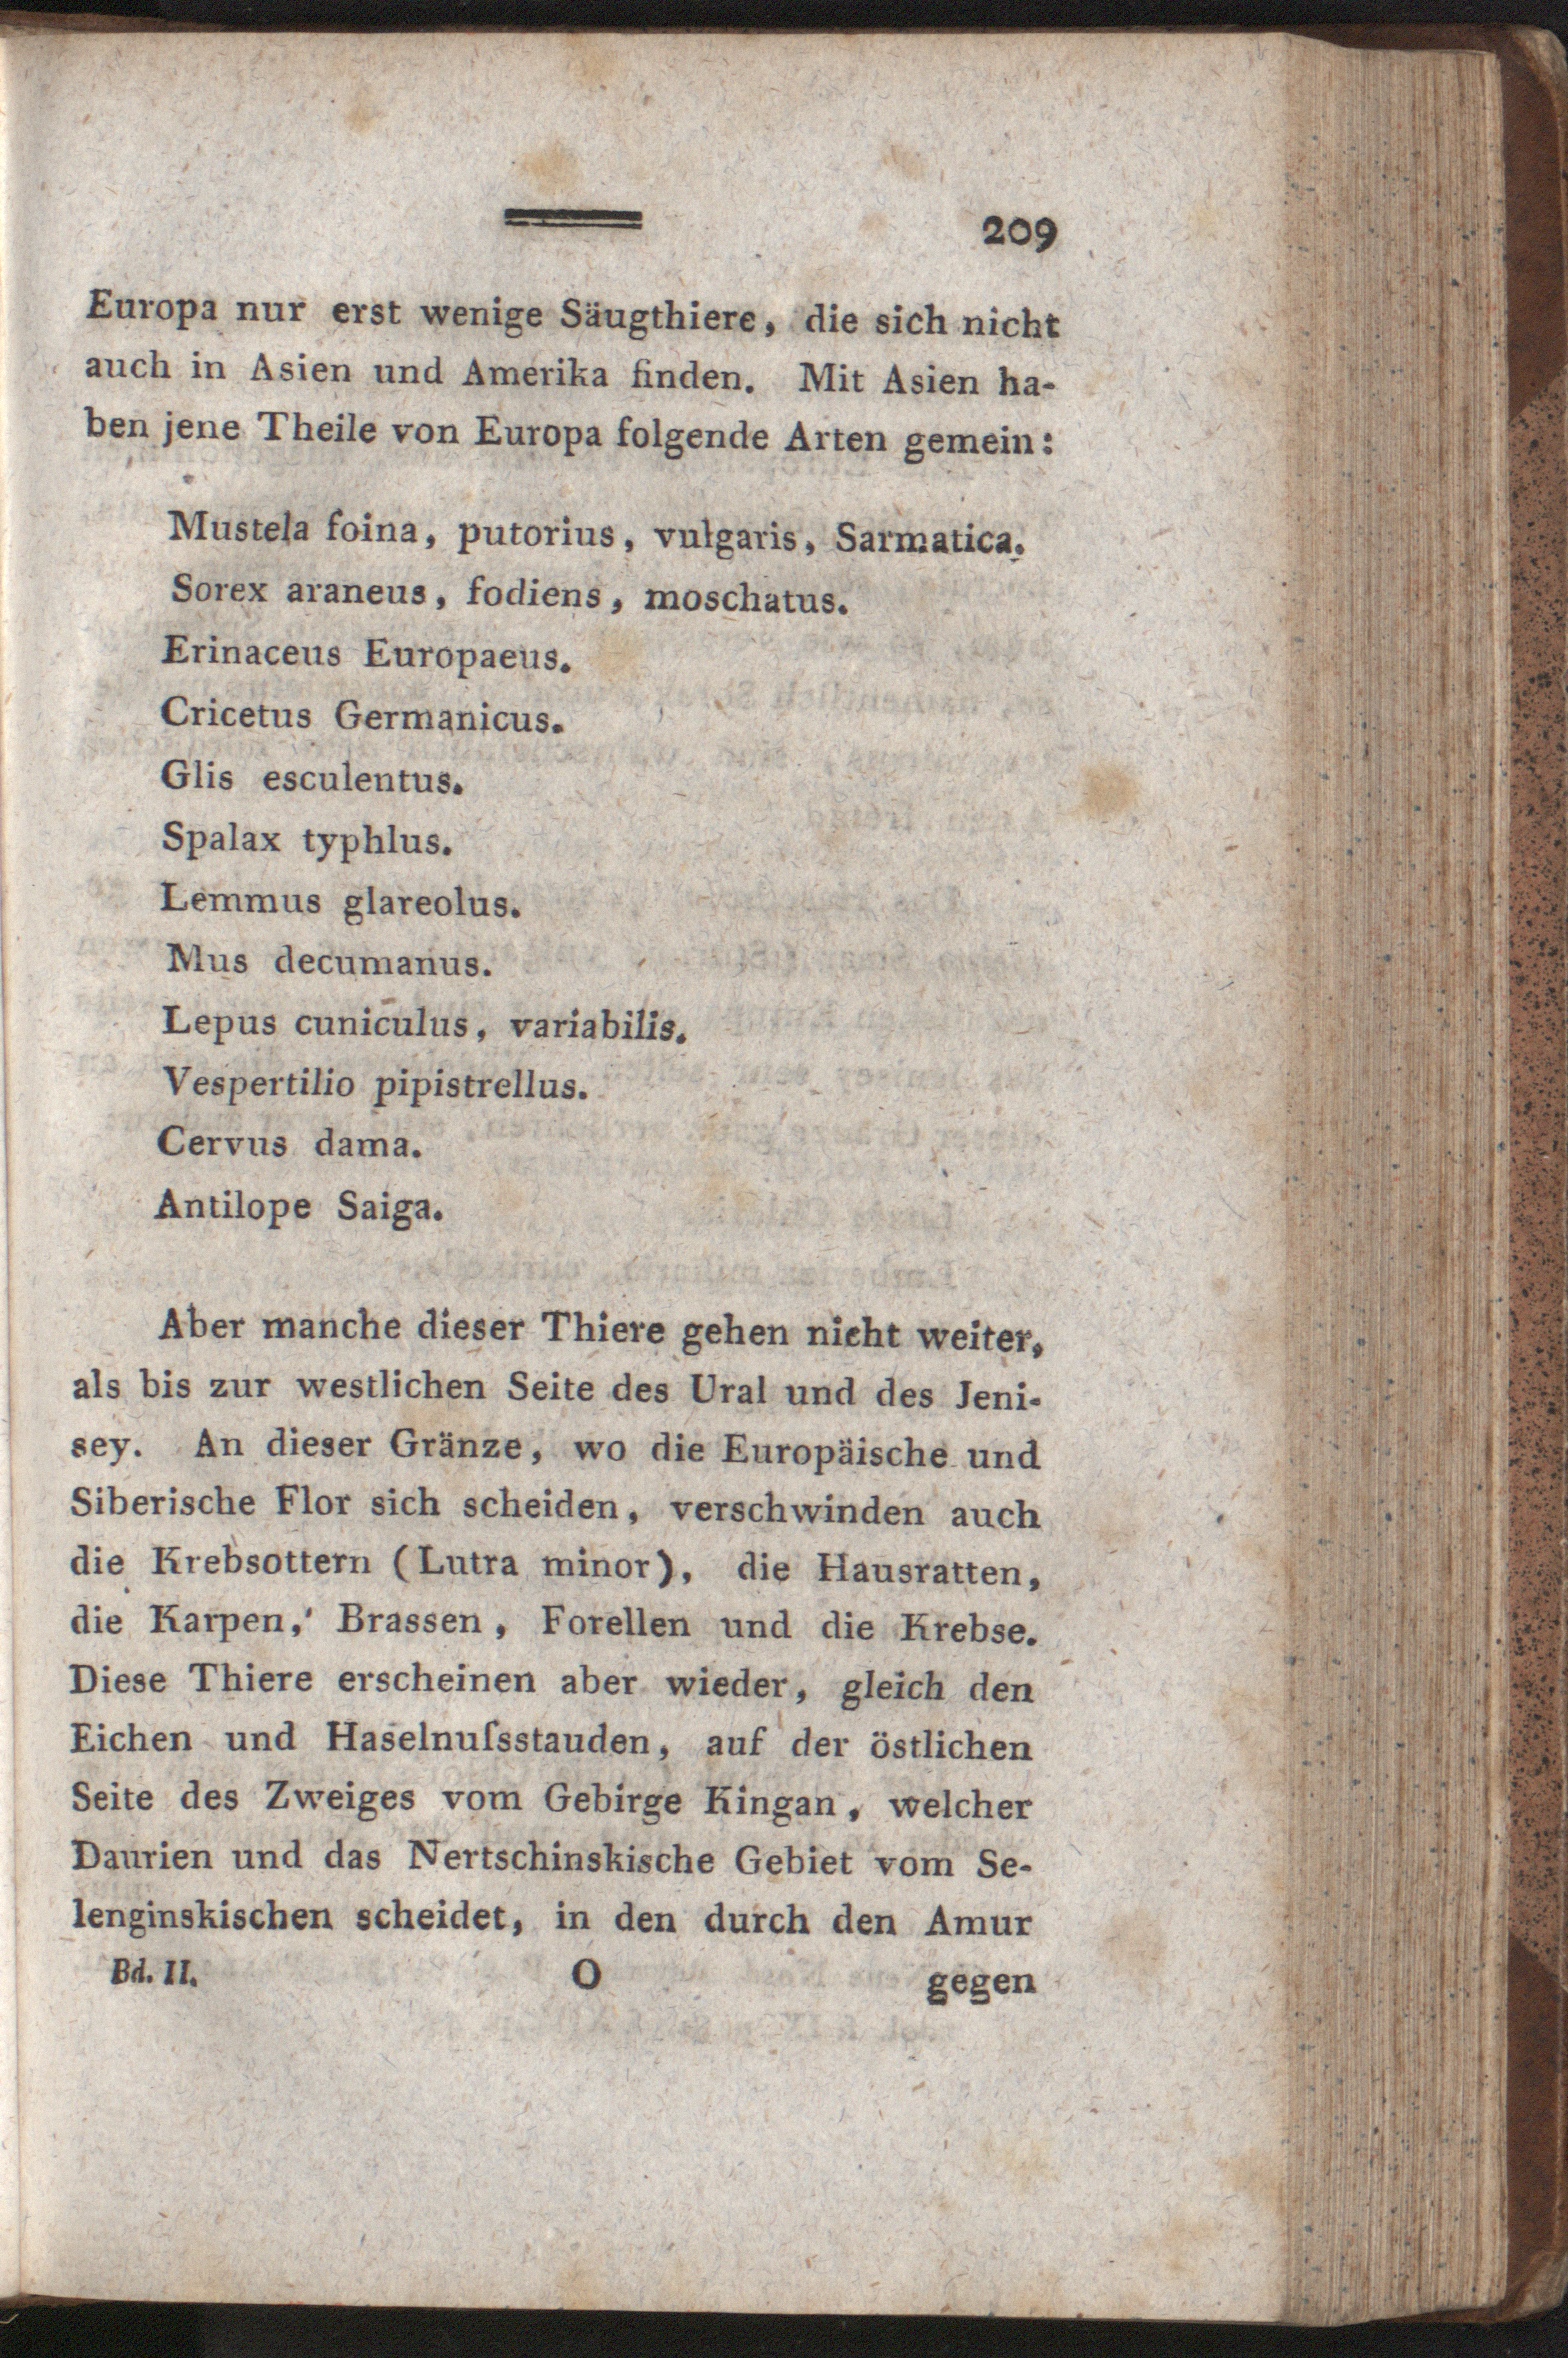 209
Europa nur erst wenige Säugthiere, die sich nicht
auch in Asien und Amerika finden. Mit Asien ha-
ben jene Theile von Europa folgende Arten gemein:
Mustela foina, putorius, vulgaris, Sarmatica.
Sorex araneus, fodiens, moschatus.
Erinaceus Europaeus.
Cricetus Germanicus.
Glis esculentus.
Spalax typhlus.
Lemmus glareolus.
Mus decumanus.
Lepus cuniculus, variabilis.
Vespertilio pipistrellus.
Cervus dama.
Antilope Saiga.
Aber manche dieser Thiere gehen nicht weiter,
als bis zur westlichen Seite des Ural und des Jeni-
sey. An dieser Gränze, wo die Europäische und
Siberische Flor sich scheiden, verschwinden auch
die Krebsottern (Lutra minor), die Hausratten,
die Karpen, Brassen, Forellen und die Krebse.
Diese Thiere erscheinen aber wieder, gleich den
Eichen und Haselnuſsstauden, auf der östlichen
Seite des Zweiges vom Gebirge Kingan, welcher
Daurien und das Nertschinskische Gebiet vom Se-
lenginskischen scheidet, in den durch den Amur
Bd. II. O gegen